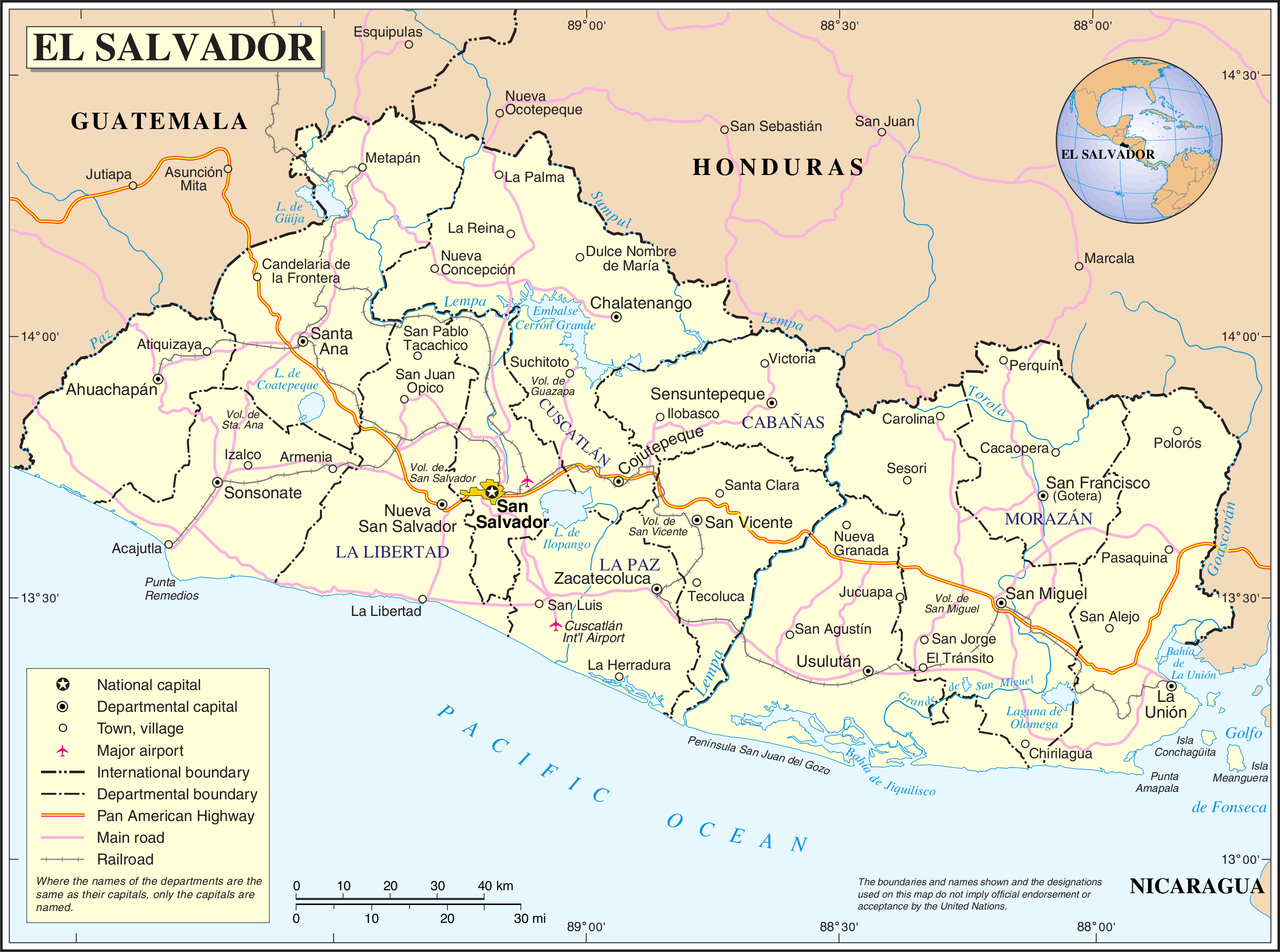 89°00'
88°30'
88°00'
EL SALVADOR
Esquipulas
14°30'
GUATEMALA
Nueva
Ocotepeque
San Sebastián
San Juan
HONDURAS
EL SALVADOR
Jutiapa
Asunción
Mita
Metapán
La Palma
L. de
Güija
Sumpul
La Reina
Dulce Nombre
de María
Nueva
Concepción
Candelaria de
la Frontera
Marcala
Lempa
Embalse
Cerrón Grande
Chalatenango
Lempa
14°00'
Paz
Atiquizaya
Santa
Ana
San Pablo
Tacachico
14°00'
Ahuachapán
L. de
Coatepeque
San Juan
Opico
Suchitoto
Vol. de
Guazapa
Victoria
Perquín
Sensuntepeque
Ilobasco
CABAÑAS
CUSCATLÁN
Cojutepeque
Carolina
Torola
Vol. de
Sta. Ana
Izalco
Armenia
Sonsonate
Vol. de
San Salvador
Cacaopera
Polorós
Sesori
San Francisco
(Gotera)
MORAZÁN
Santa Clara
San Vicente
Vol. de
San Vicente
Nueva
San Salvador
San
Salvador
L. de
Ilopango
Nueva
Granada
Goascorán
Acajutla
LA LIBERTAD
LA PAZ
Pasaquina
Zacatecoluca
Tecoluca
Punta
Remedios
13°30'
La Libertad
San Luis
Cuscatlán
Int'l Airport
Jucuapa
Vol. de
San Miguel
San Miguel
13°30'
San Alejo
San Agustín
San Jorge
El Tránsito
Usulután
La Herradura
Lempa
Bahía
de
La Unión
Grande de San Miguel
La
Unión
Laguna de
Olomega
Chirilagua
Península San Juan del Gozo
Bahía de Jiquilisco
Isla
Conchagüita
Golfo
Isla
Meanguera
Punta
Amapala
de Fonseca
PACIFIC OCEAN
National capital
Departmental capital
Town, village
Major airport
International boundary
Departmental boundary
Pan American Highway
Main road
Railroad
Where the names of the departments are the
same as their capitals, only the capitals are
named.
0 10 20 30 40 km
0 10 20 30 mi
The boundaries and names shown and the designations
used on this map do not imply official endorsement or
acceptance by the United Nations.
13°00'
NICARAGUA
89°00'
88°30'
88°00'